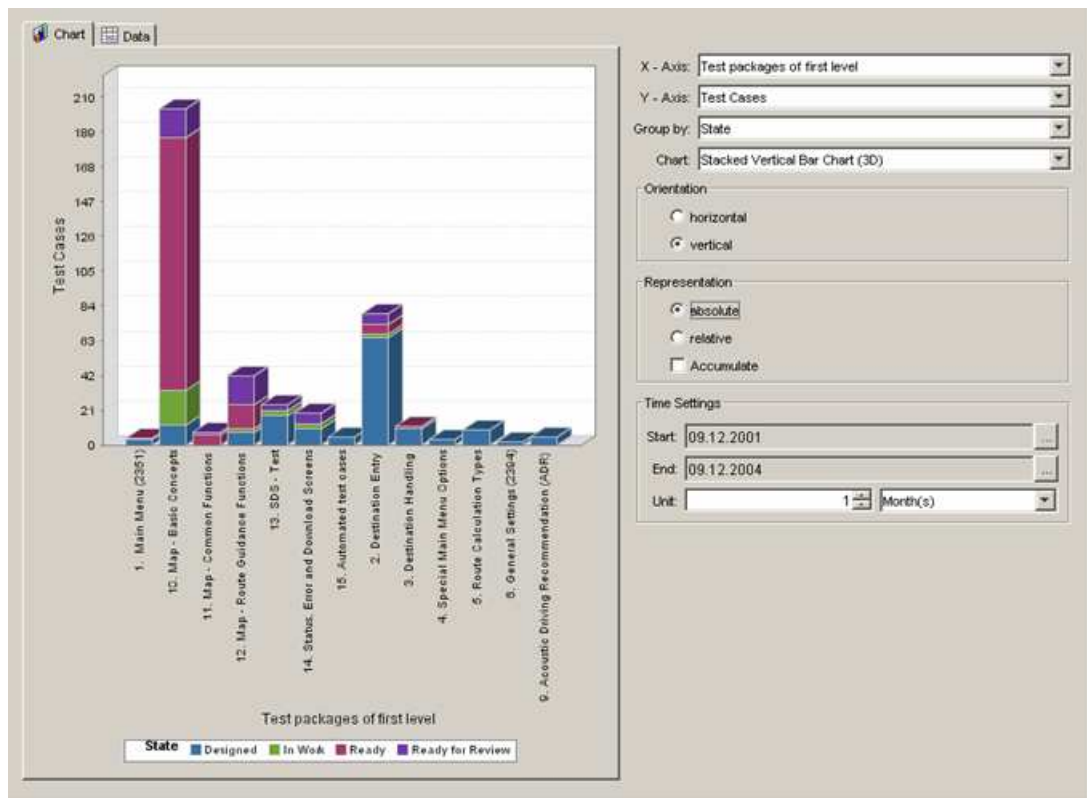 Chart
Data
X - Axis: Test packages of first level
Y - Axis: Test Cases
Group by: State
Chart: Stacked Vertical Bar Chart (3D)
Orientation
horizontal
vertical
Representation
absolute
relative
Accumulate
Time Settings
Start: 09.12.2001 ...
End: 09.12.2004 ...
Unit: 1 Month(s)
Test Cases
210
189
168
147
126
105
84
63
42
21
0
1. Main Menu (2351)
10. Map - Basic Concepts
11. Map - Common Functions
12. Map - Route Guidance Functions
13. SDS - Test
14. Status, Error and Download Screens
15. Automated test cases
2. Destination Entry
3. Destination Handling
4. Special Main Menu Options
5. Route Calculation Types
6. General Settings (2394)
9. Acoustic Driving Recommendation (ADR)
Test packages of first level
State Designed In Work Ready Ready for Review